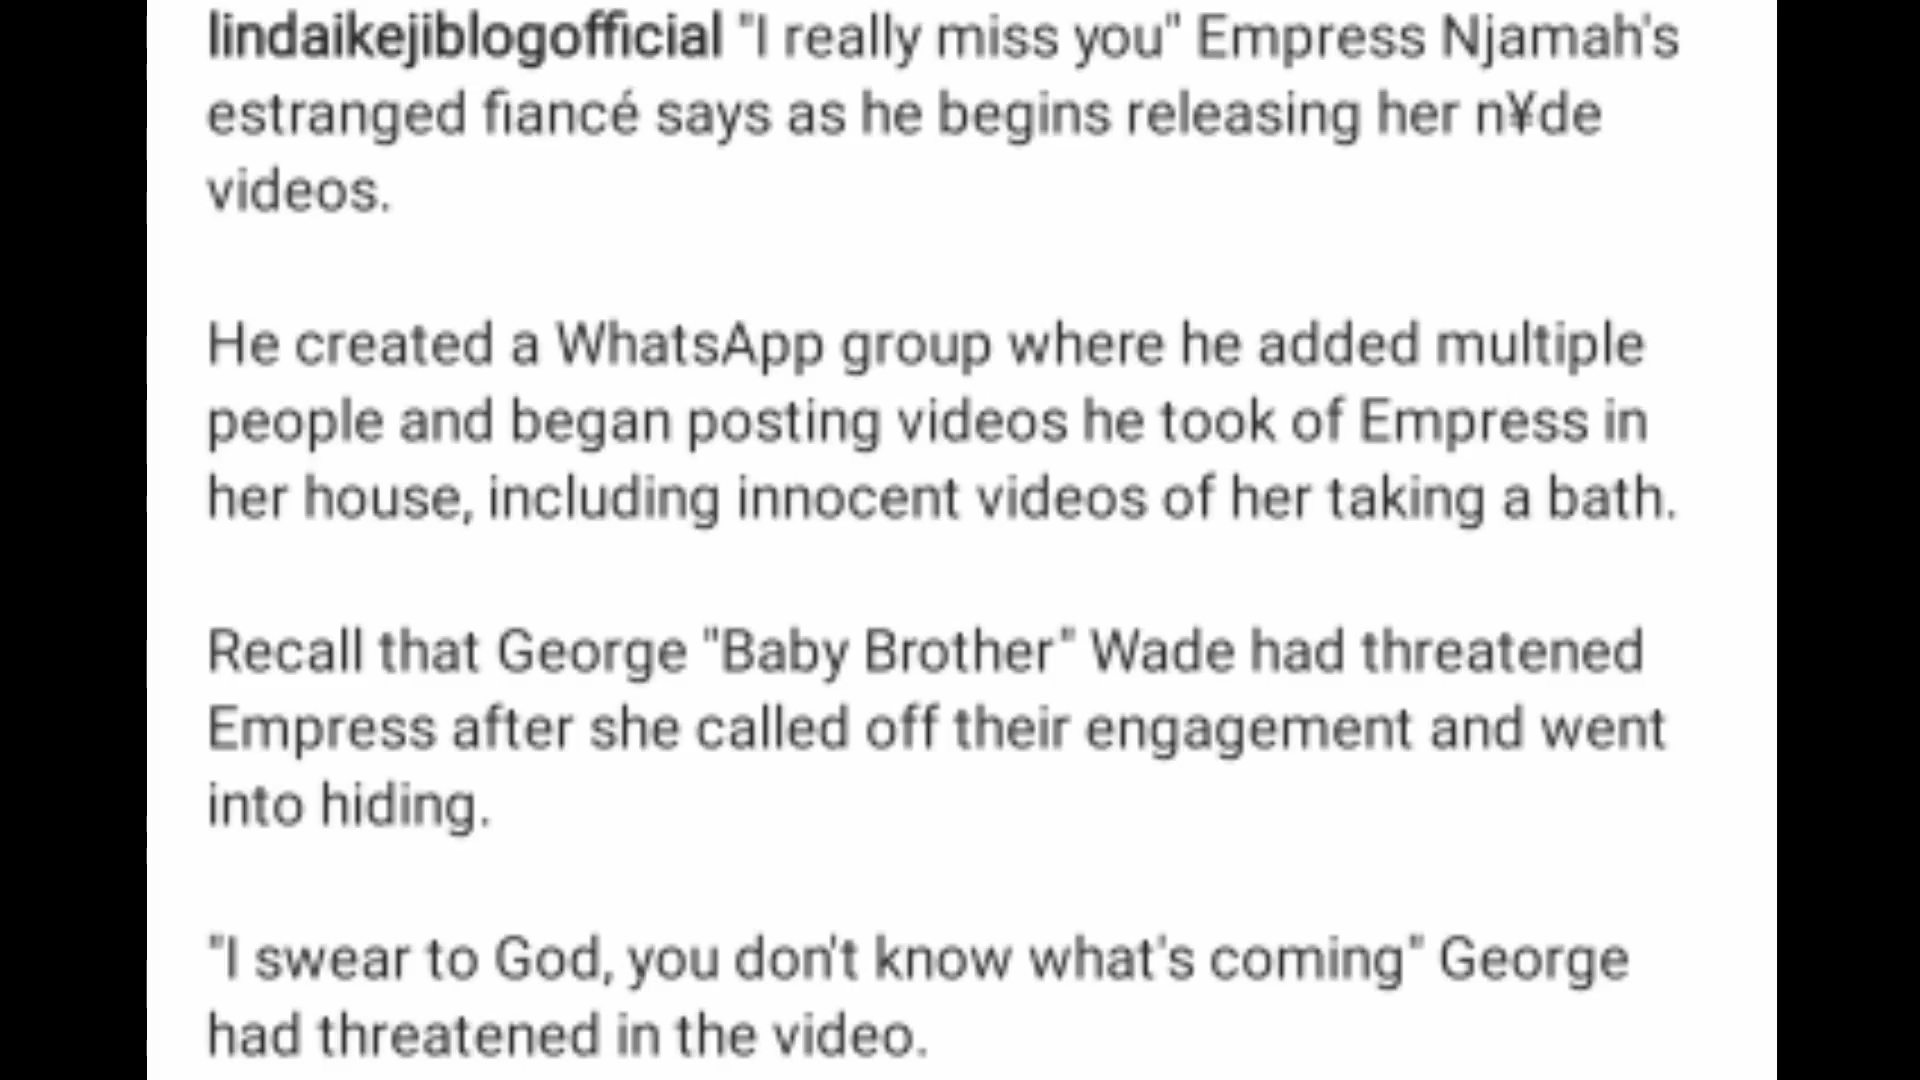 lindaikejiblogofficial "I really miss you" Empress Njamah's
estranged fiancé says as he begins releasing her n¥de
videos.
He created a WhatsApp group where he added multiple
people and began posting videos he took of Empress in
her house, including innocent videos of her taking a bath.
Recall that George "Baby Brother" Wade had threatened
Empress after she called off their engagement and went
into hiding.
"I swear to God, you don't know what's coming" George
had threatened in the video.